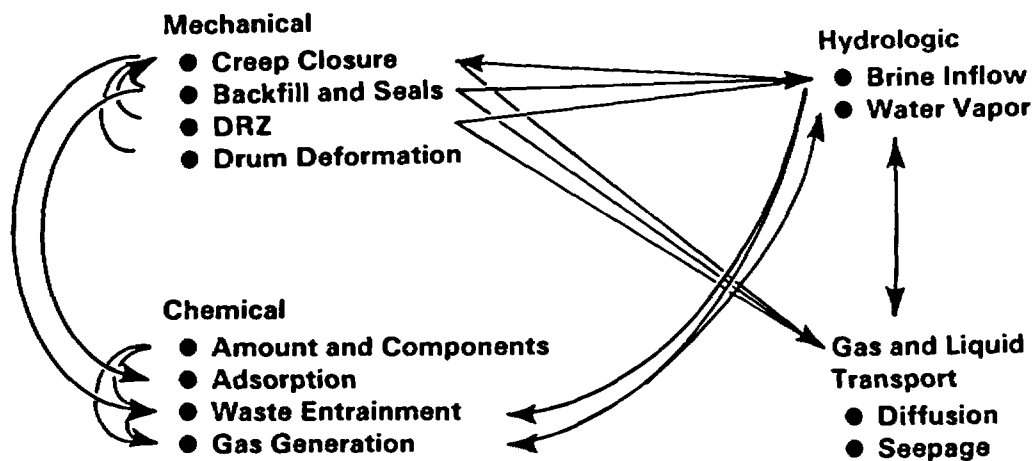 Mechanical
● Creep Closure
● Backfill and Seals
● DRZ
● Drum Deformation
Hydrologic
● Brine Inflow
● Water Vapor
Chemical
● Amount and Components
● Adsorption
● Waste Entrainment
● Gas Generation
Gas and Liquid
Transport
● Diffusion
● Seepage